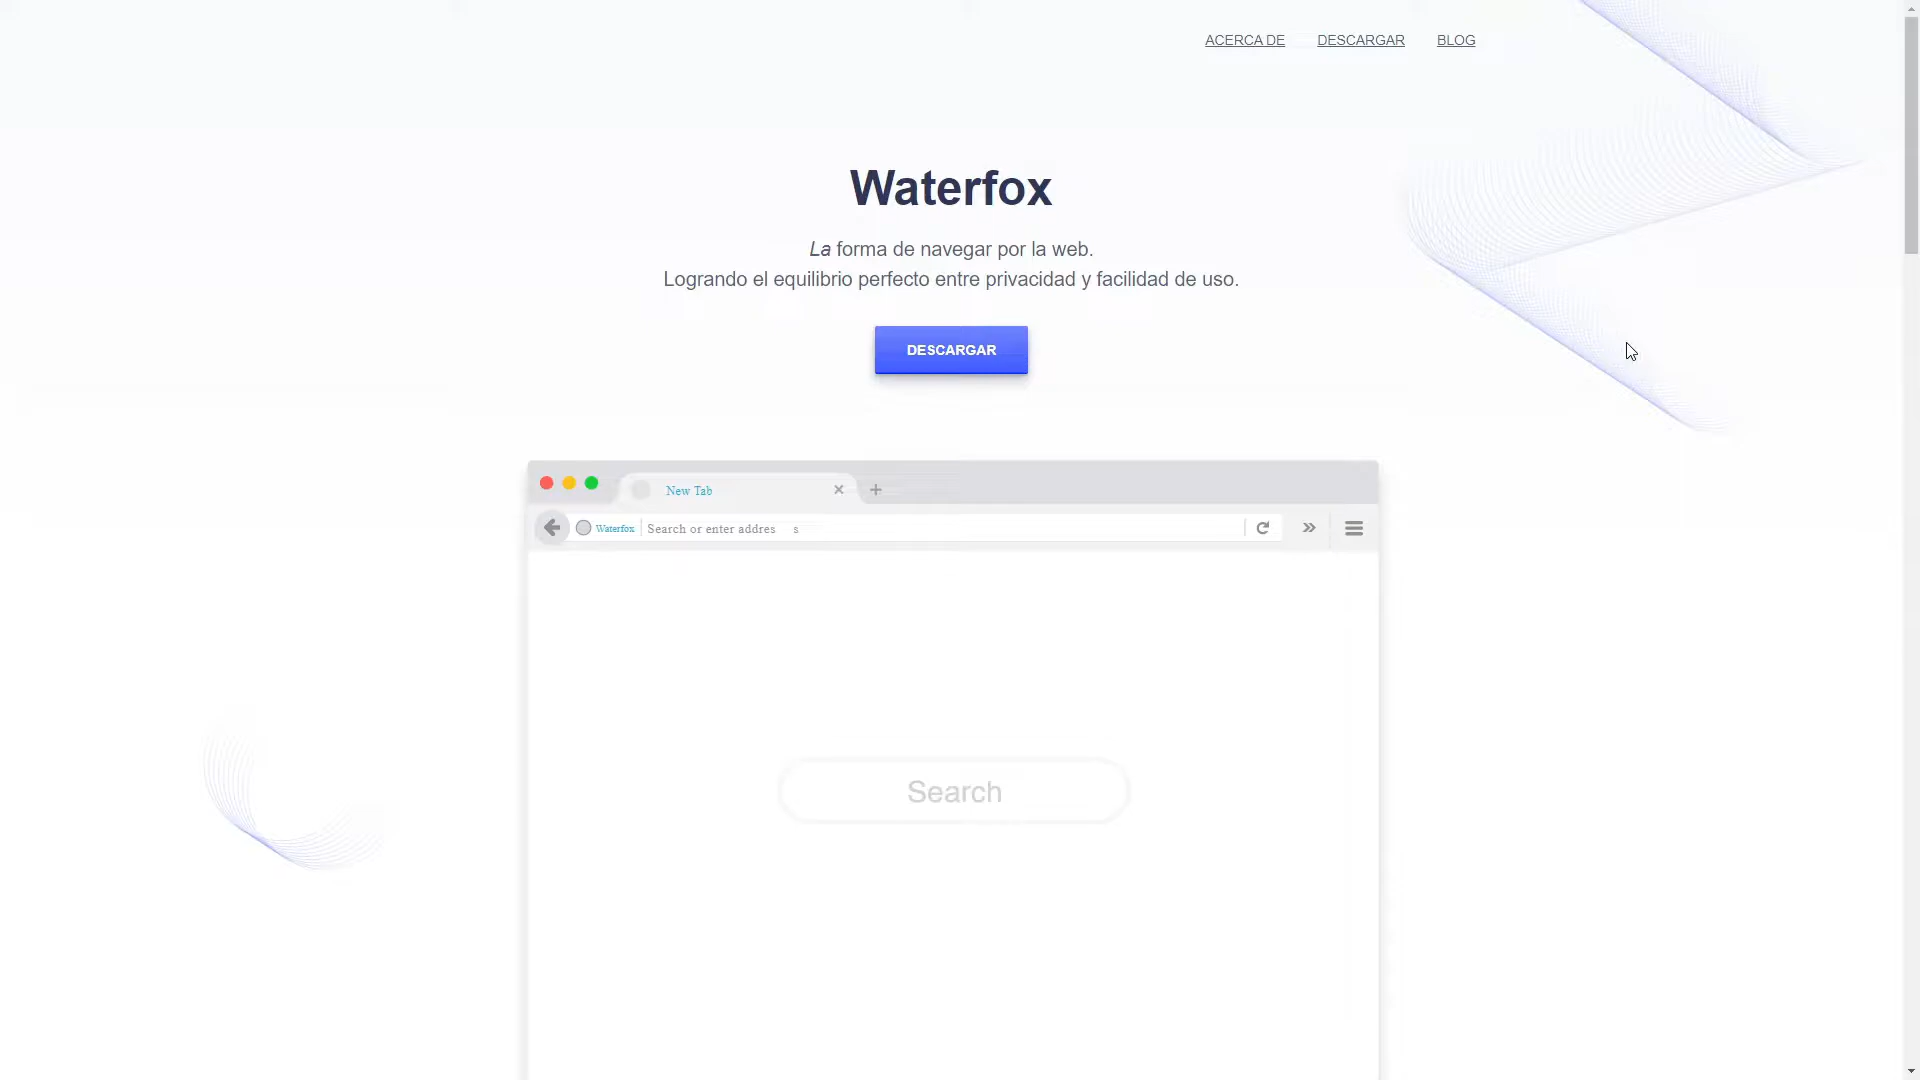 ACERCA DE DESCARGAR BLOG
Waterfox
La forma de navegar por la web.
Logrando el equilibrio perfecto entre privacidad y facilidad de uso.
DESCARGAR
New Tab
Waterfox Search or enter addres s
Search